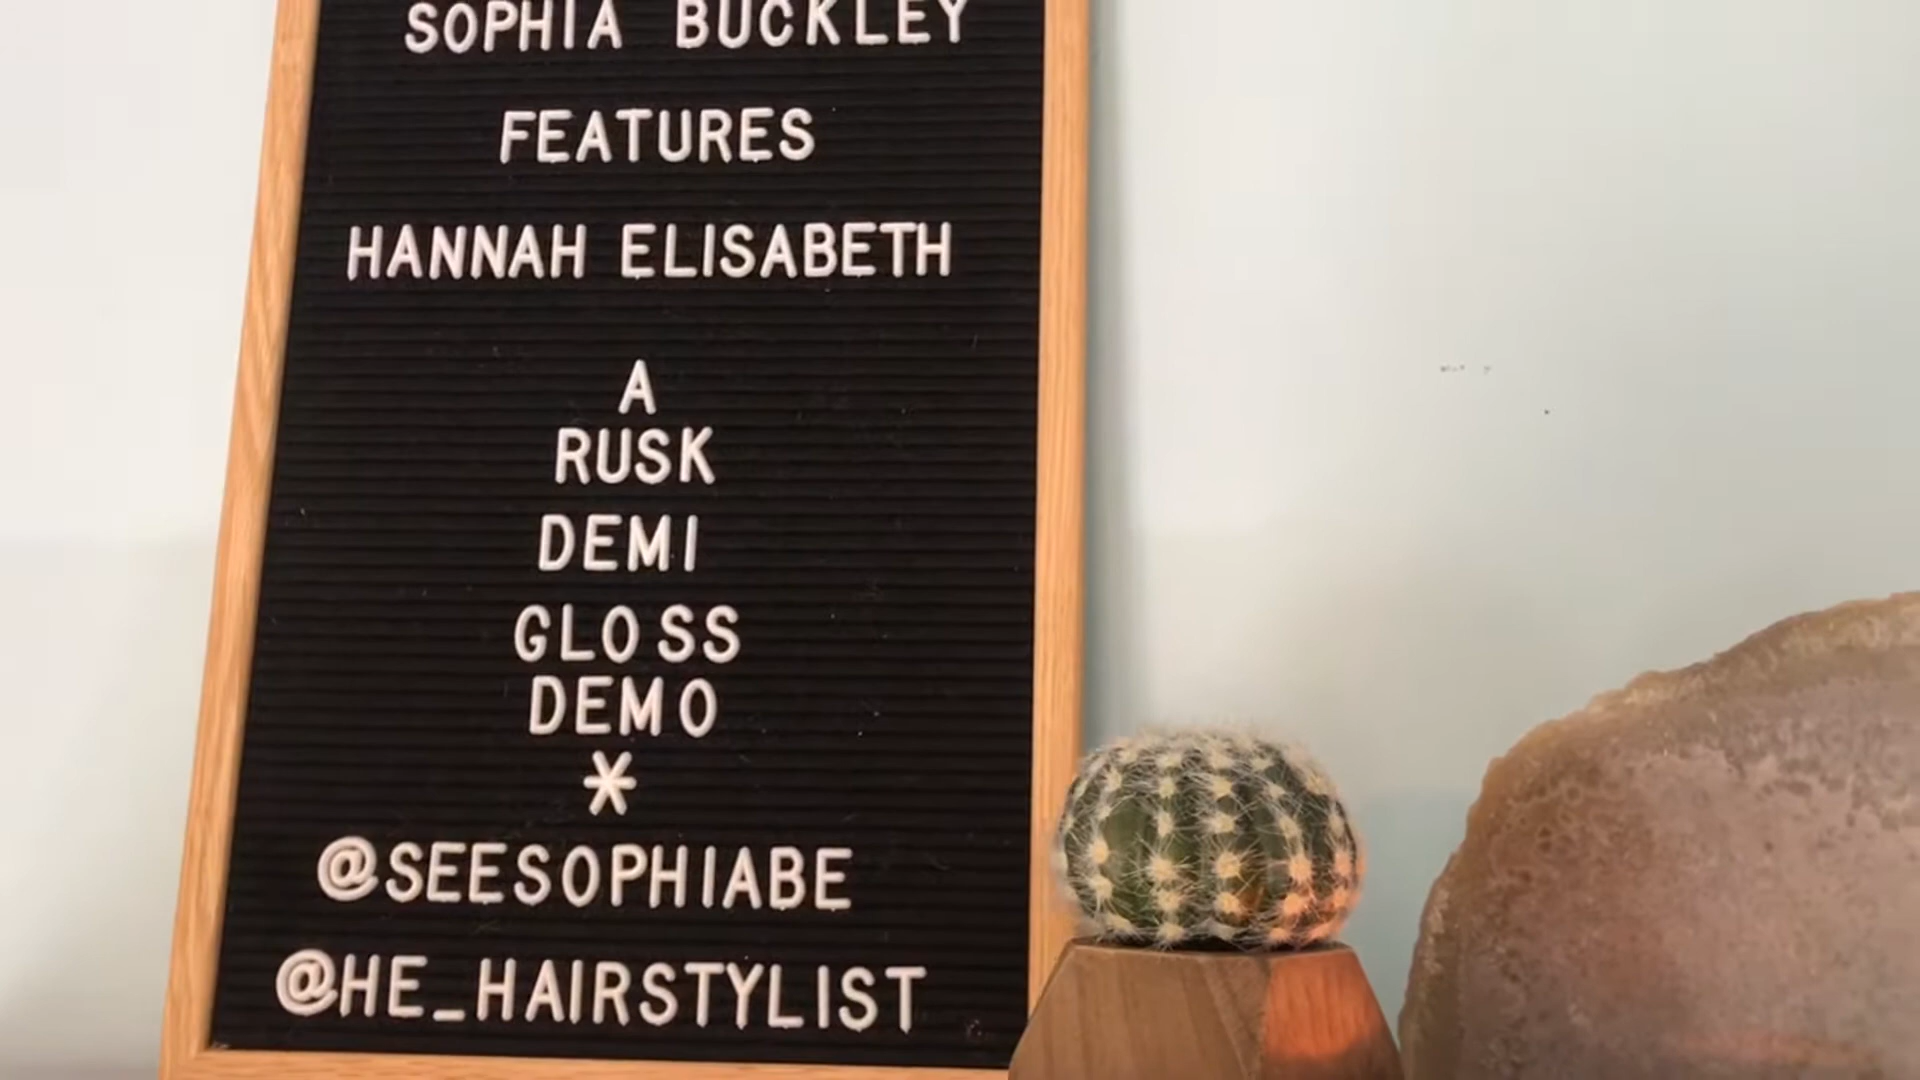 SOPHIA BUCKLEY
FEATURES
HANNAH ELISABETH
A
RUSK
DEMI
GLOSS
DEMO
*
@SEESOPHIABE
@HE_HAIRSTYLIST